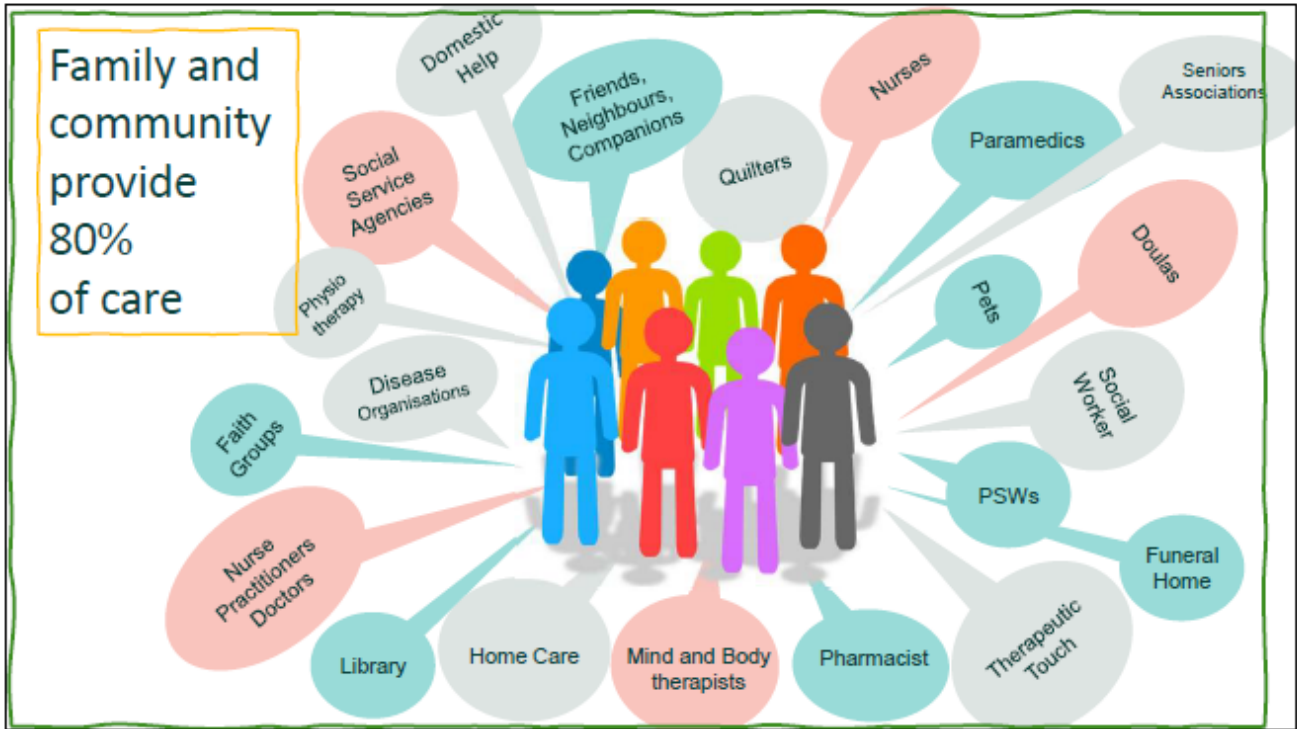 Family and
community
provide
80%
of care
Domestic
Help
Friends,
Neighbours,
Companions
Quilters
Nurses
Paramedics
Seniors
Associations
Social
Service
Agencies
Doulas
Physio
therapy
Pets
Disease
Organisations
Social
Worker
Faith
Groups
PSWs
Nurse
Practitioners
Doctors
Funeral
Home
Library
Home Care
Mind and Body
therapists
Pharmacist
Therapeutic
Touch